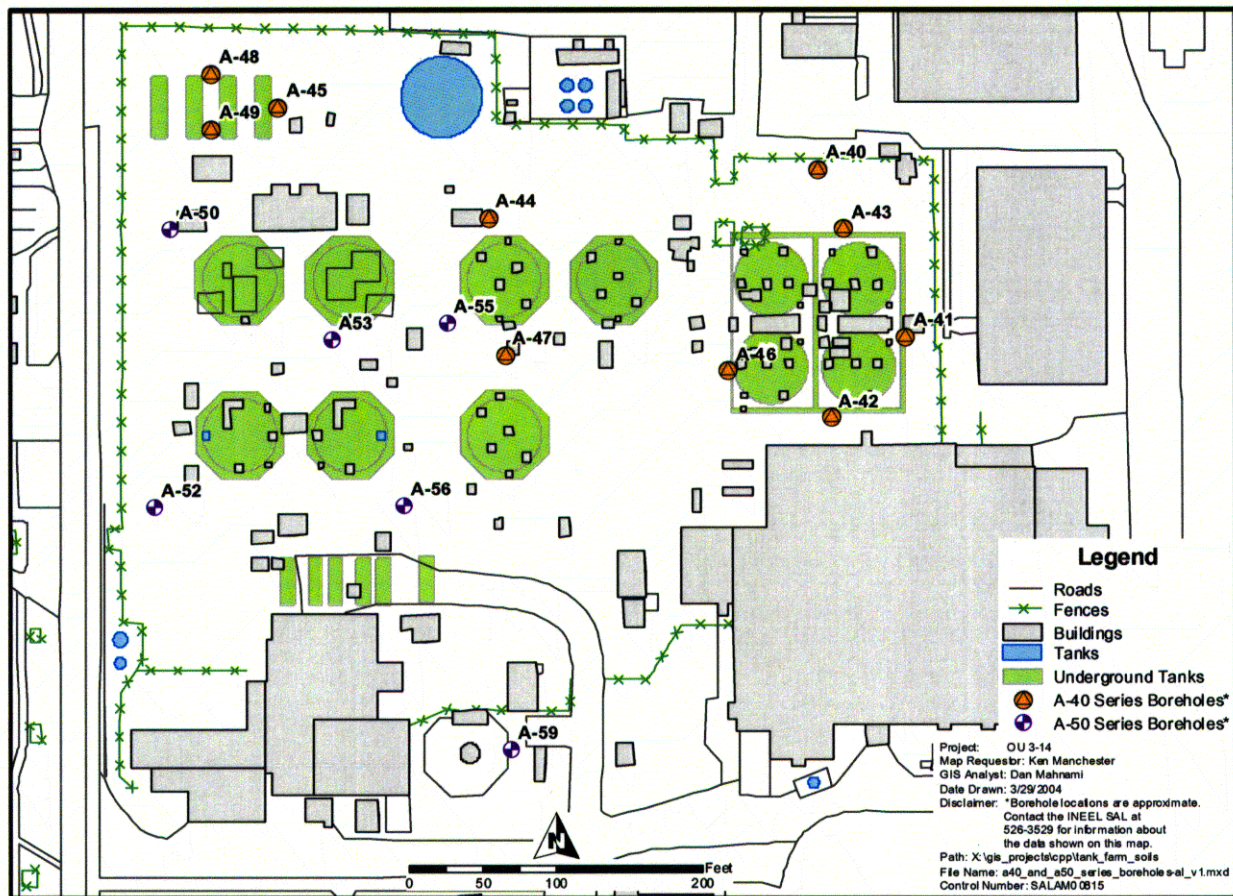 A-48
A-45
A-49
A-40
A-50
A-44
A-43
A-55
A53
A-47
A-41
A-46
A-42
A-52
A-56
A-59
Legend
Roads
Fences
Buildings
Tanks
Underground Tanks
A-40 Series Boreholes*
A-50 Series Boreholes*
Project: OU 3-14
Map Requestor: Ken Manchester
GIS Analyst: Dan Mahnami
Date Drawn: 3/29/2004
Disclaimer: *Borehole locations are approximate.
Contact the INEEL SAL at
526-3529 for information about
the data shown on this map.
Path: X:\gis_projects\cpp\tank_farm_soils
File Name: a40_and_a50_series_boreholes-al_v1.mxd
Control Number: SALAM00815
N
Feet
0 50 100 200